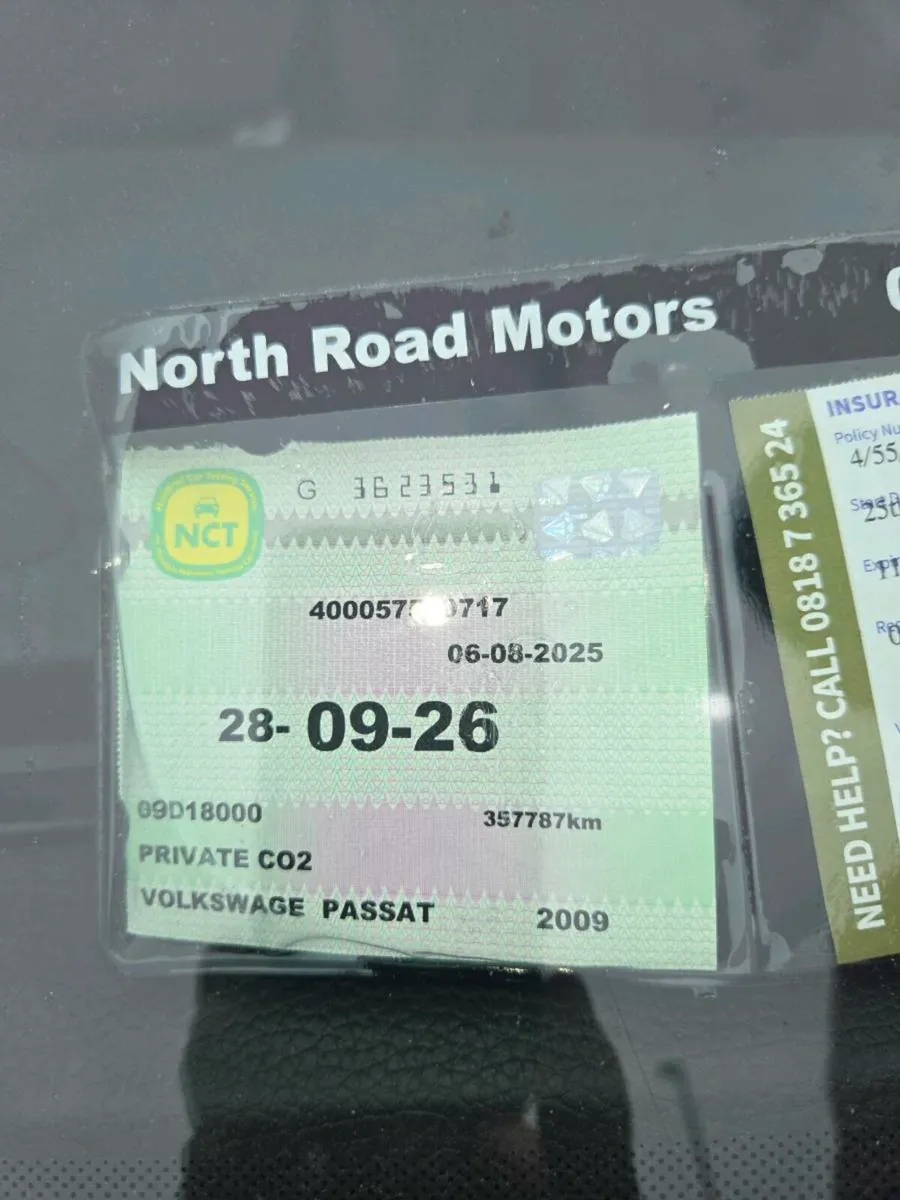 North Road Motors
NCT
G 3623531
06-08-2025
28- 09-26
09D18000 357787km
PRIVATE CO2
VOLKSWAGE PASSAT 2009
NEED HELP? CALL 0818 7 365 24
INSUR
Policy Nu
4/55